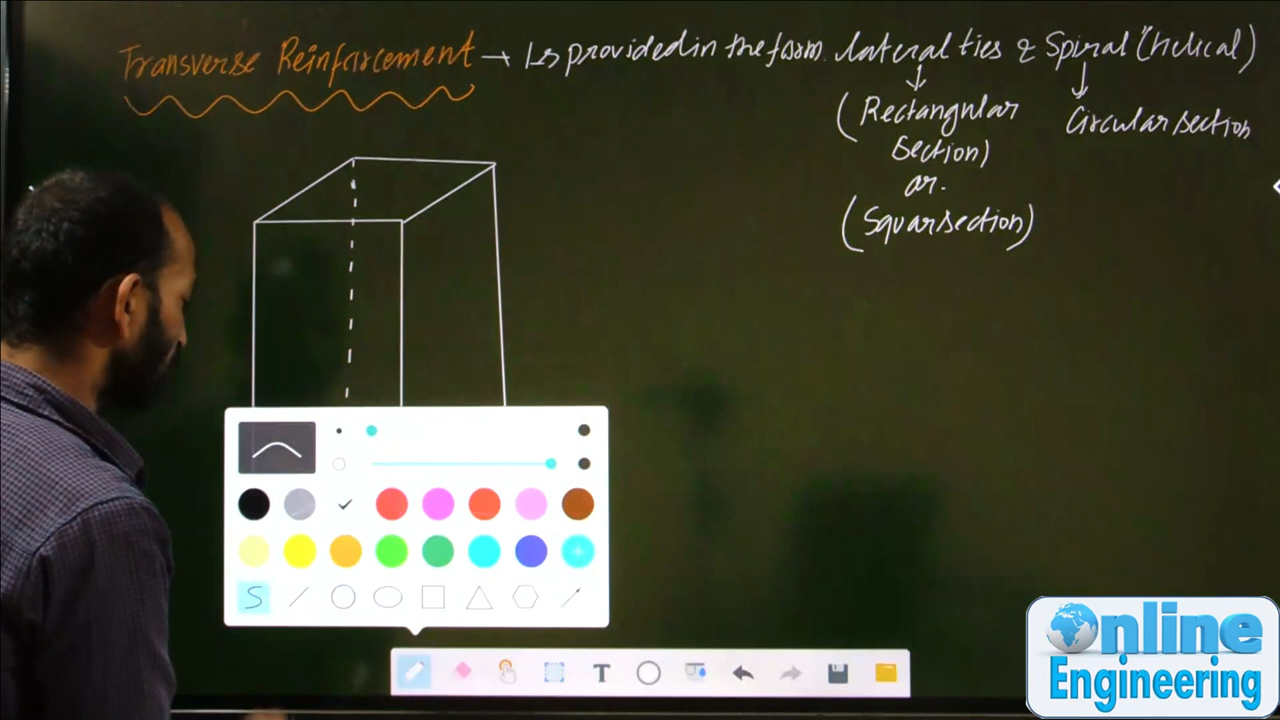 Transverse Reinforcement → Is provided in the form lateral ties & Spiral (helical)
(Rectangular
section)
or
(Squar section)
Circular section
S
T
Online
Engineering